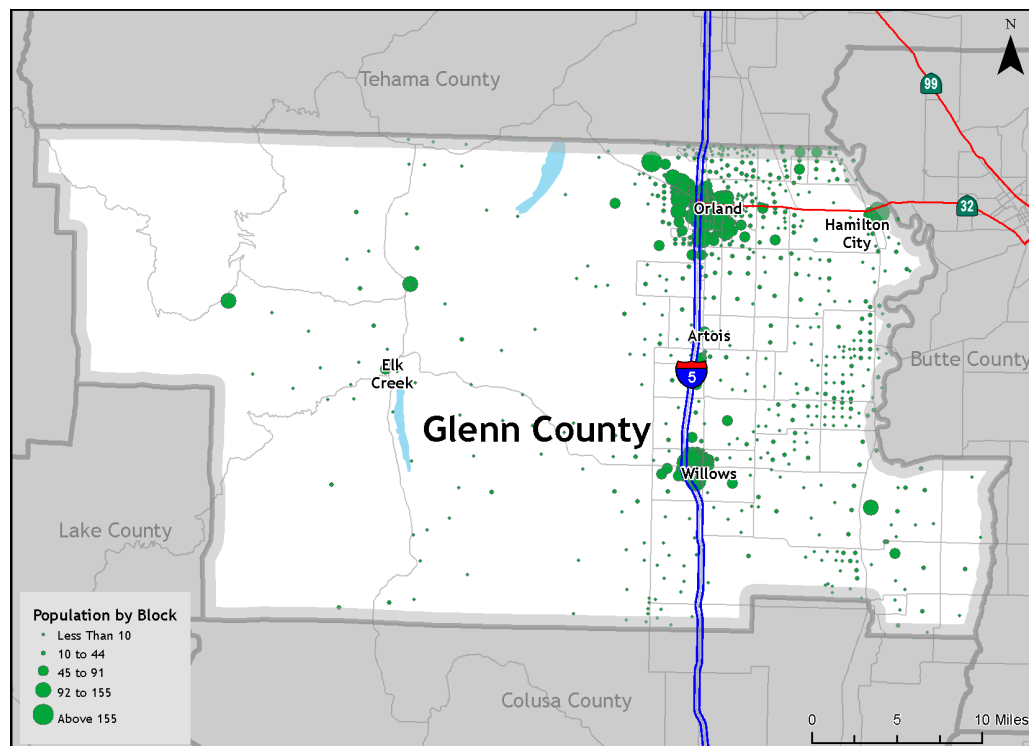 N
Tehama County
99
Orland
32
Hamilton
City
Artois
Butte County
Elk
Creek
5
Glenn County
Willows
Lake County
Population by Block
Less Than 10
10 to 44
45 to 91
92 to 155
Above 155
Colusa County
0 5 10 Miles